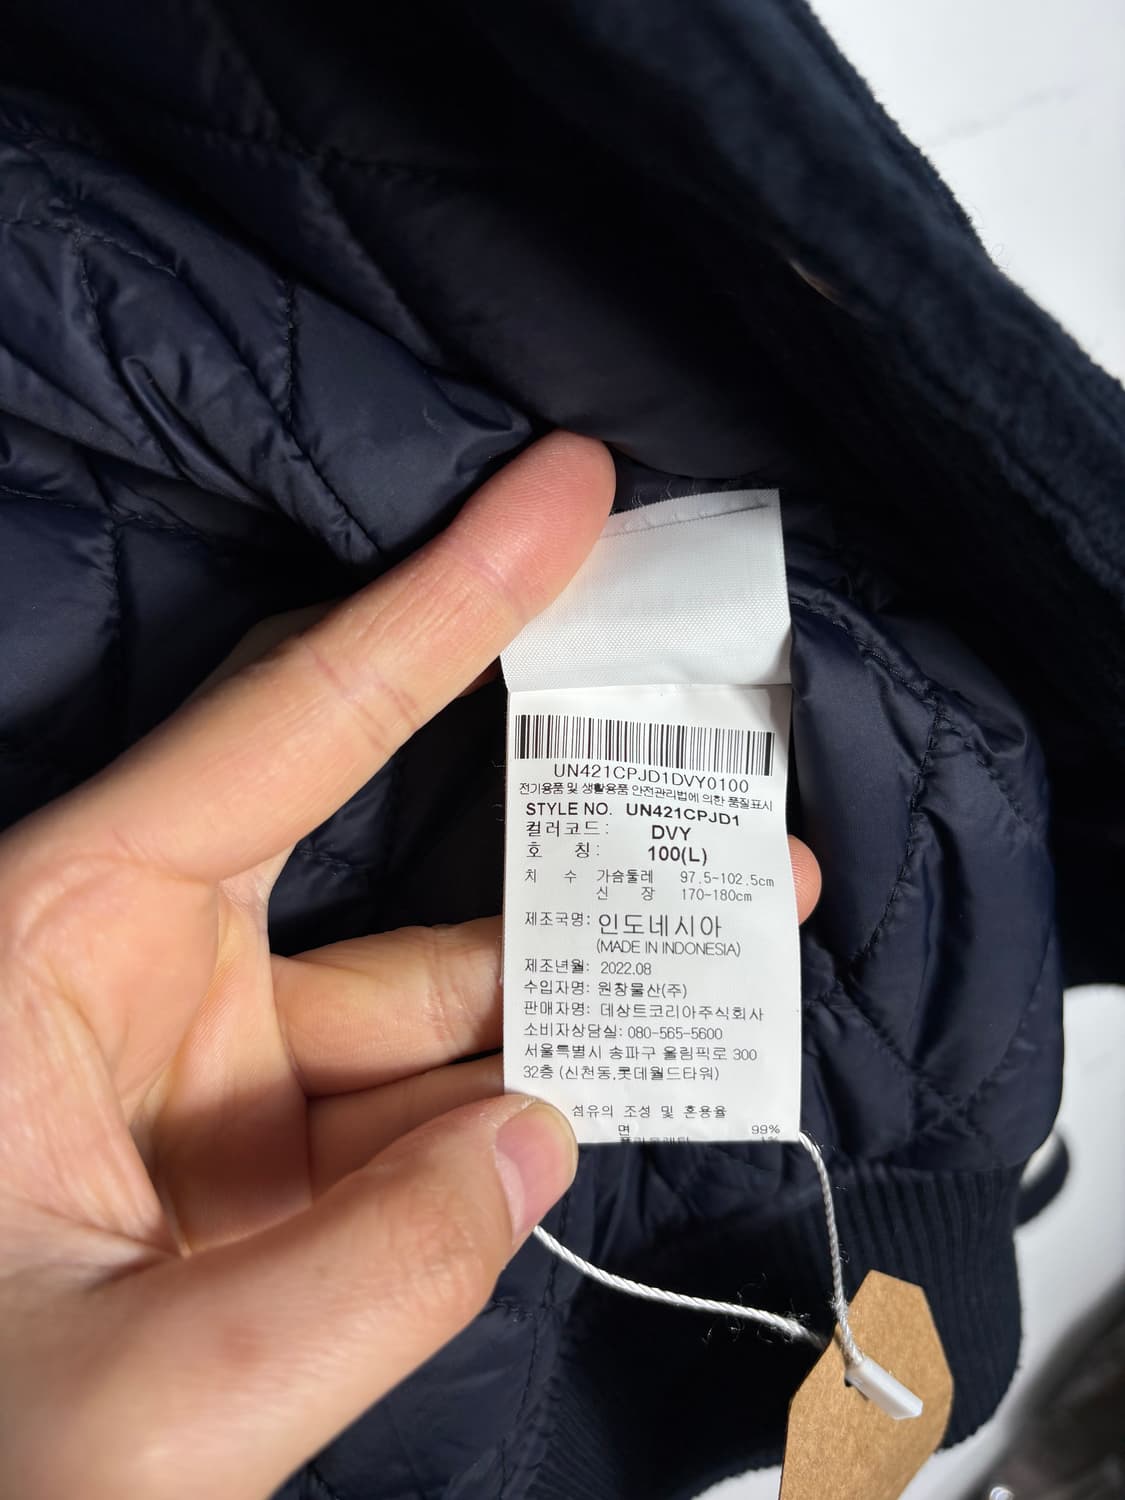 UN421CPJD1DVY0100
전기용품 및 생활용품 안전관리법에 의한 품질표시
STYLE NO. UN421CPJD1
컬러코드: DVY
호 칭: 100(L)
치 수 가슴둘레 97.5~102.5cm
신 장 170~180cm
제조국명: 인도네시아
(MADE IN INDONESIA)
제조년월: 2022.08
수입자명: 원창물산(주)
판매자명: 데상트코리아주식회사
소비자상담실: 080-565-5600
서울특별시 송파구 올림픽로 300
32층 (신천동,롯데월드타워)
섬유의 조성 및 혼용율
면 99%